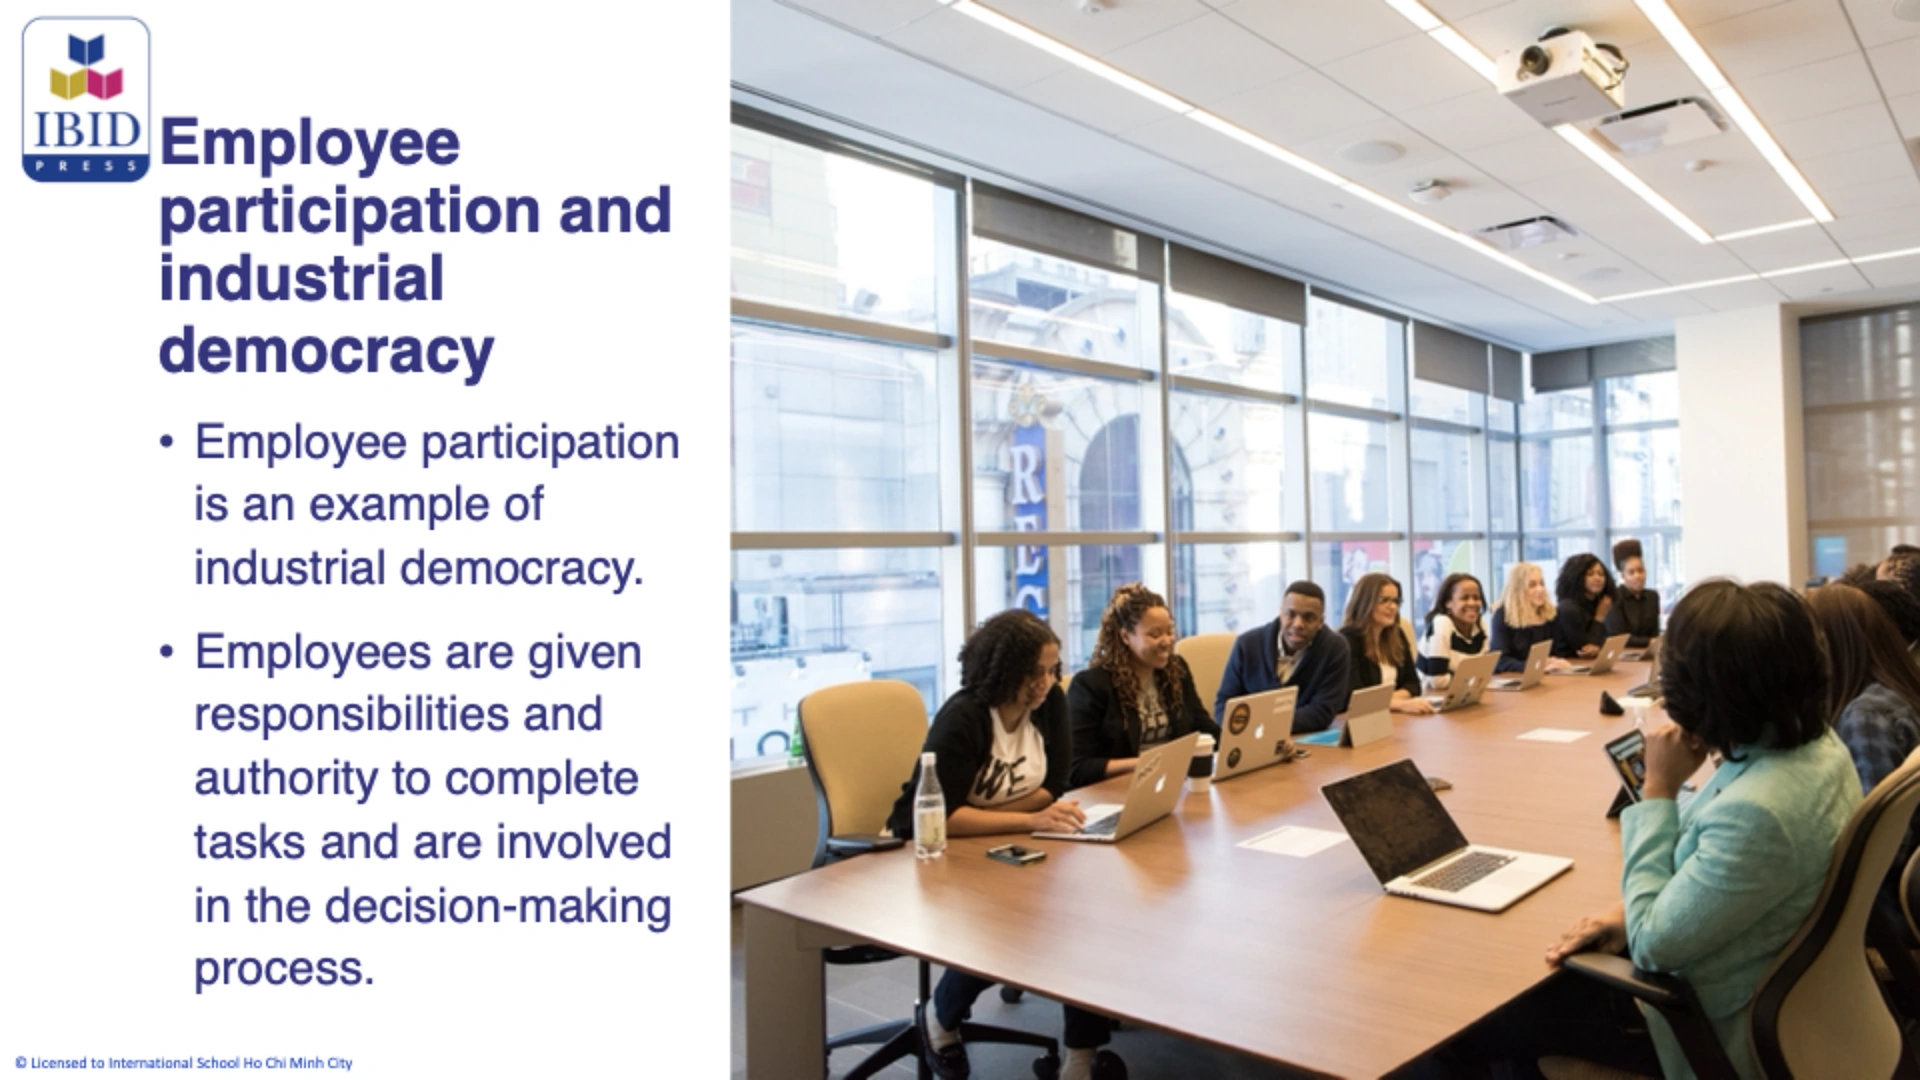 IBID
PRESS
Employee
participation and
industrial
democracy
• Employee participation
is an example of
industrial democracy.
• Employees are given
responsibilities and
authority to complete
tasks and are involved
in the decision-making
process.
© Licensed to International School Ho Chi Minh City
REC
WE